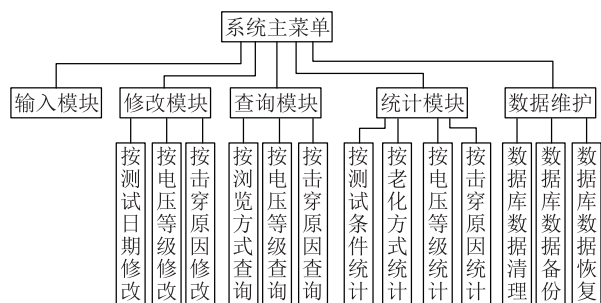 系统主菜单
输入模块
修改模块
查询模块
统计模块
数据维护
按测试日期修改
按电压等级修改
按击穿原因修改
按浏览方式查询
按电压等级查询
按击穿原因查询
按测试条件统计
按老化方式统计
按电压等级统计
按击穿原因统计
数据库数据清理
数据库数据备份
数据库数据恢复